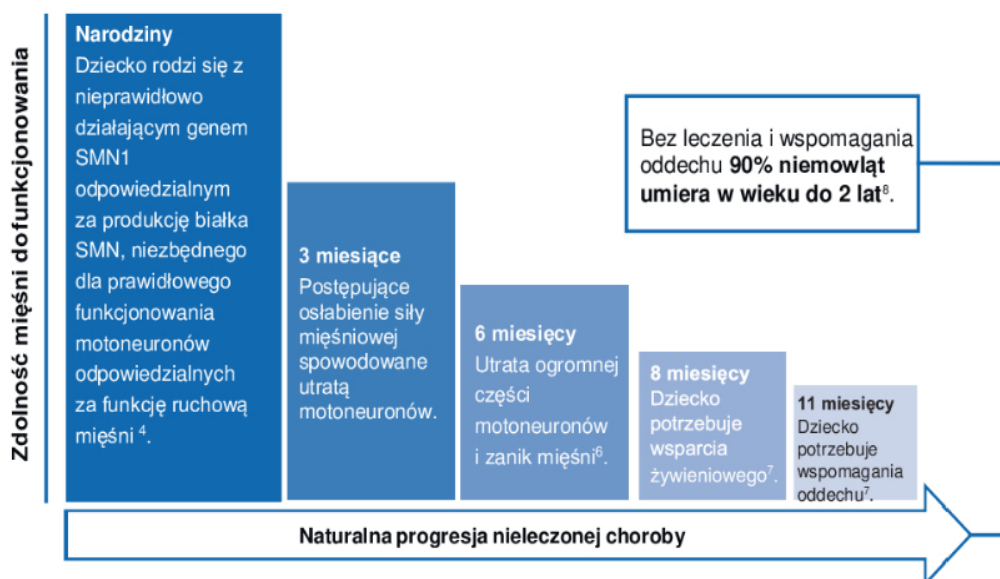 Zdolność mięśni dofunkcjonowania
Narodziny
Dziecko rodzi się z
nieprawidłowo
działającym genem
SMN1
odpowiedzialnym
za produkcję białka
SMN, niezbędnego
dla prawidłowego
funkcjonowania
motoneuronów
odpowiedzialnych
za funkcję ruchową
mięśni ⁴.
3 miesiące
Postępujące
osłabienie siły
mięśniowej
spowodowane
utratą
motoneuronów.
6 miesięcy
Utrata ogromnej
części
motoneuronów
i zanik mięśni⁶.
8 miesięcy
Dziecko
potrzebuje
wsparcia
żywieniowego⁷.
11 miesięcy
Dziecko
potrzebuje
wspomagania
oddechu⁷.
Bez leczenia i wspomagania
oddechu 90% niemowląt
umiera w wieku do 2 lat⁸.
Naturalna progresja nieleczonej choroby